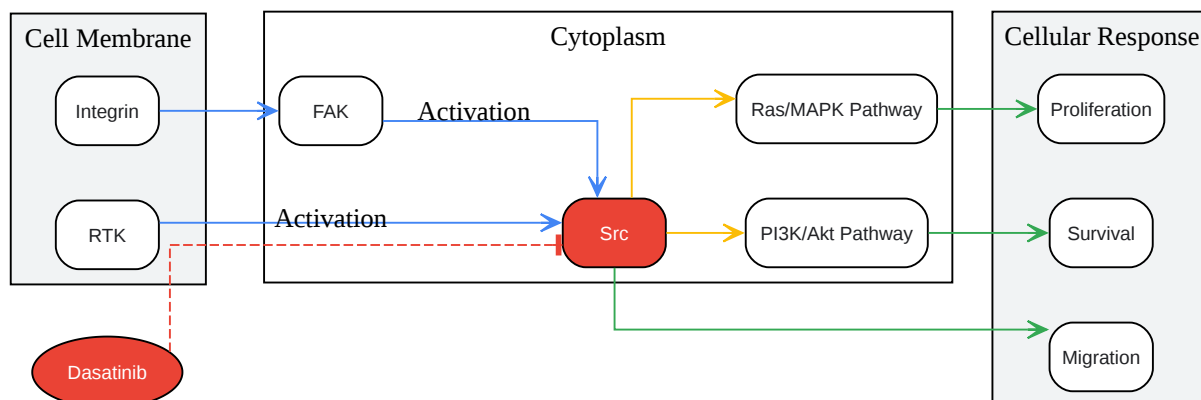 Cell Membrane
Cytoplasm
Cellular Response
Integrin
FAK
Activation
Ras/MAPK Pathway
Proliferation
RTK
Activation
Src
PI3K/Akt Pathway
Survival
Dasatinib
Migration